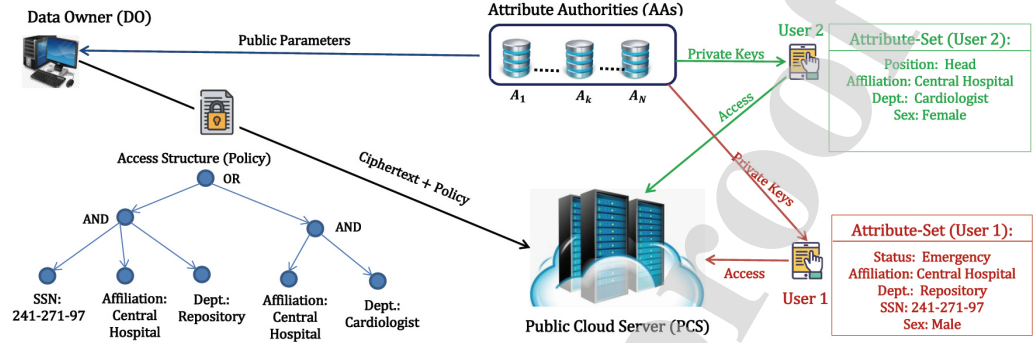 Data Owner (DO)
Public Parameters
Attribute Authorities (AAs)
A1
A𝑘
A𝑁
Private Keys
User 2
Attribute-Set (User 2):
Position: Head
Affiliation: Central Hospital
Dept.: Cardiologist
Sex: Female
Access
Private Keys
Ciphertext + Policy
Access Structure (Policy)
OR
AND
AND
SSN:
241-271-97
Affiliation:
Central
Hospital
Dept.:
Repository
Affiliation:
Central
Hospital
Dept.:
Cardiologist
Public Cloud Server (PCS)
Access
User 1
Attribute-Set (User 1):
Status: Emergency
Affiliation: Central Hospital
Dept.: Repository
SSN: 241-271-97
Sex: Male